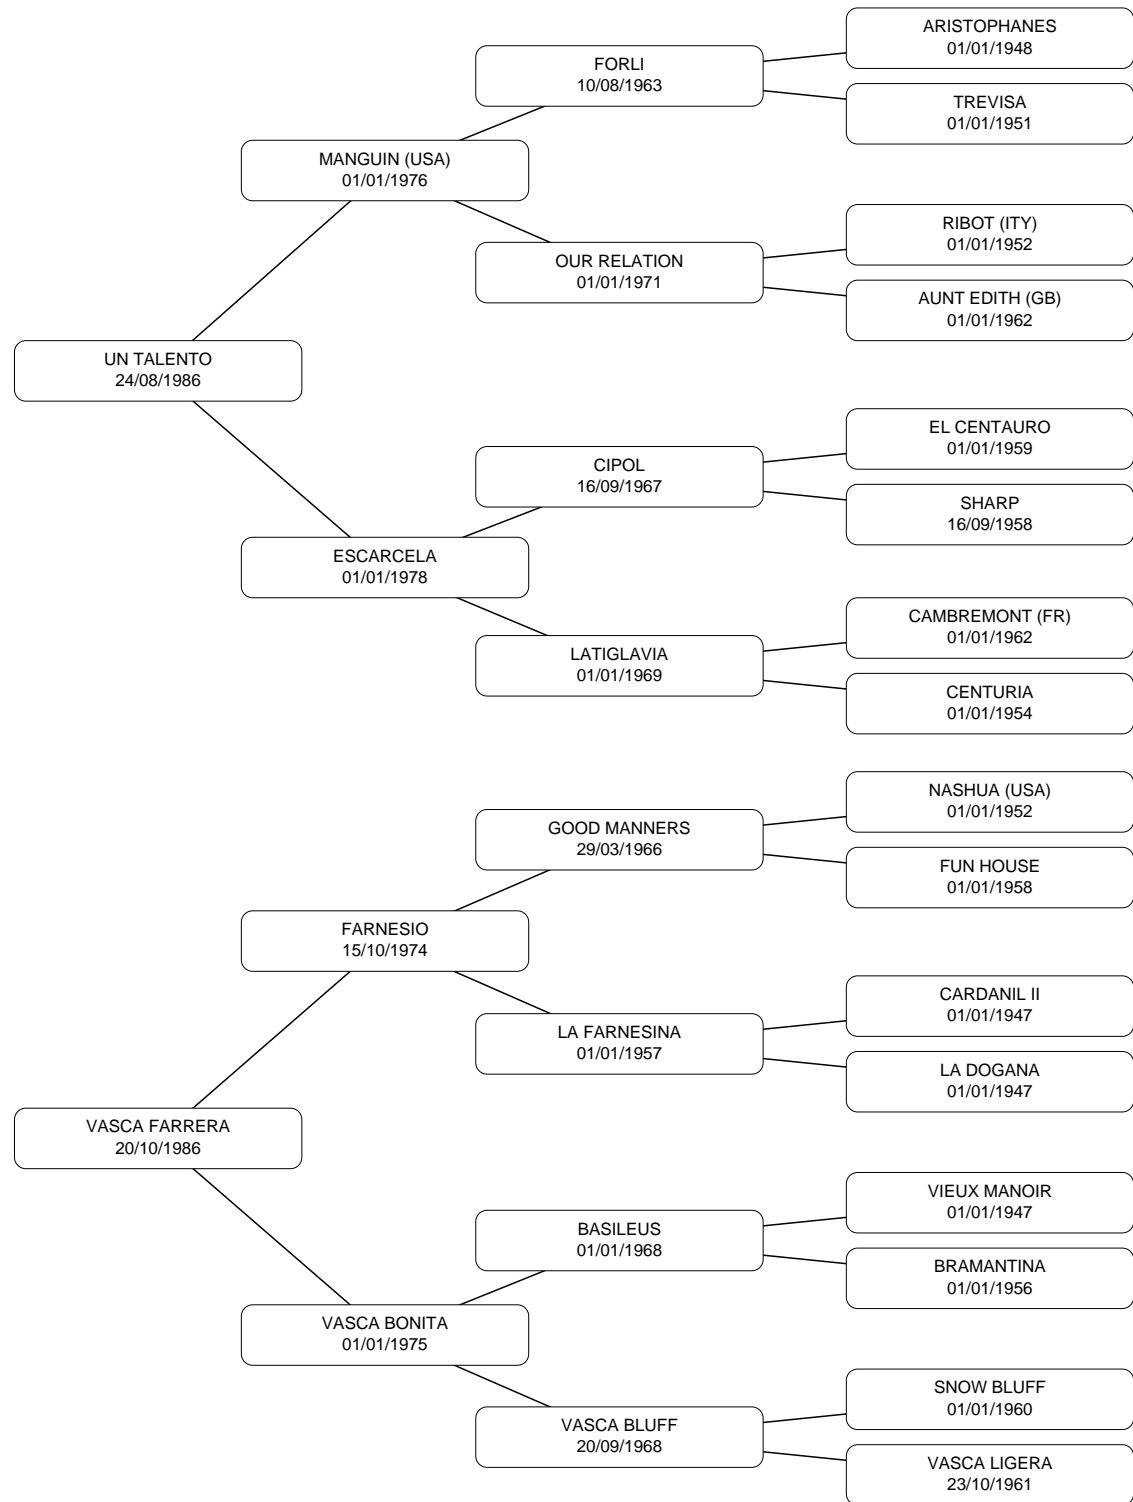 ARISTOPHANES
01/01/1948
FORLI
10/08/1963
TREVISA
01/01/1951
MANGUIN (USA)
01/01/1976
RIBOT (ITY)
01/01/1952
OUR RELATION
01/01/1971
AUNT EDITH (GB)
01/01/1962
UN TALENTO
24/08/1986
EL CENTAURO
01/01/1959
CIPOL
16/09/1967
SHARP
16/09/1958
ESCARCELA
01/01/1978
CAMBREMONT (FR)
01/01/1962
LATIGLAVIA
01/01/1969
CENTURIA
01/01/1954
NASHUA (USA)
01/01/1952
GOOD MANNERS
29/03/1966
FUN HOUSE
01/01/1958
FARNESIO
15/10/1974
CARDANIL II
01/01/1947
LA FARNESINA
01/01/1957
LA DOGANA
01/01/1947
VASCA FARRERA
20/10/1986
VIEUX MANOIR
01/01/1947
BASILEUS
01/01/1968
BRAMANTINA
01/01/1956
VASCA BONITA
01/01/1975
SNOW BLUFF
01/01/1960
VASCA BLUFF
20/09/1968
VASCA LIGERA
23/10/1961